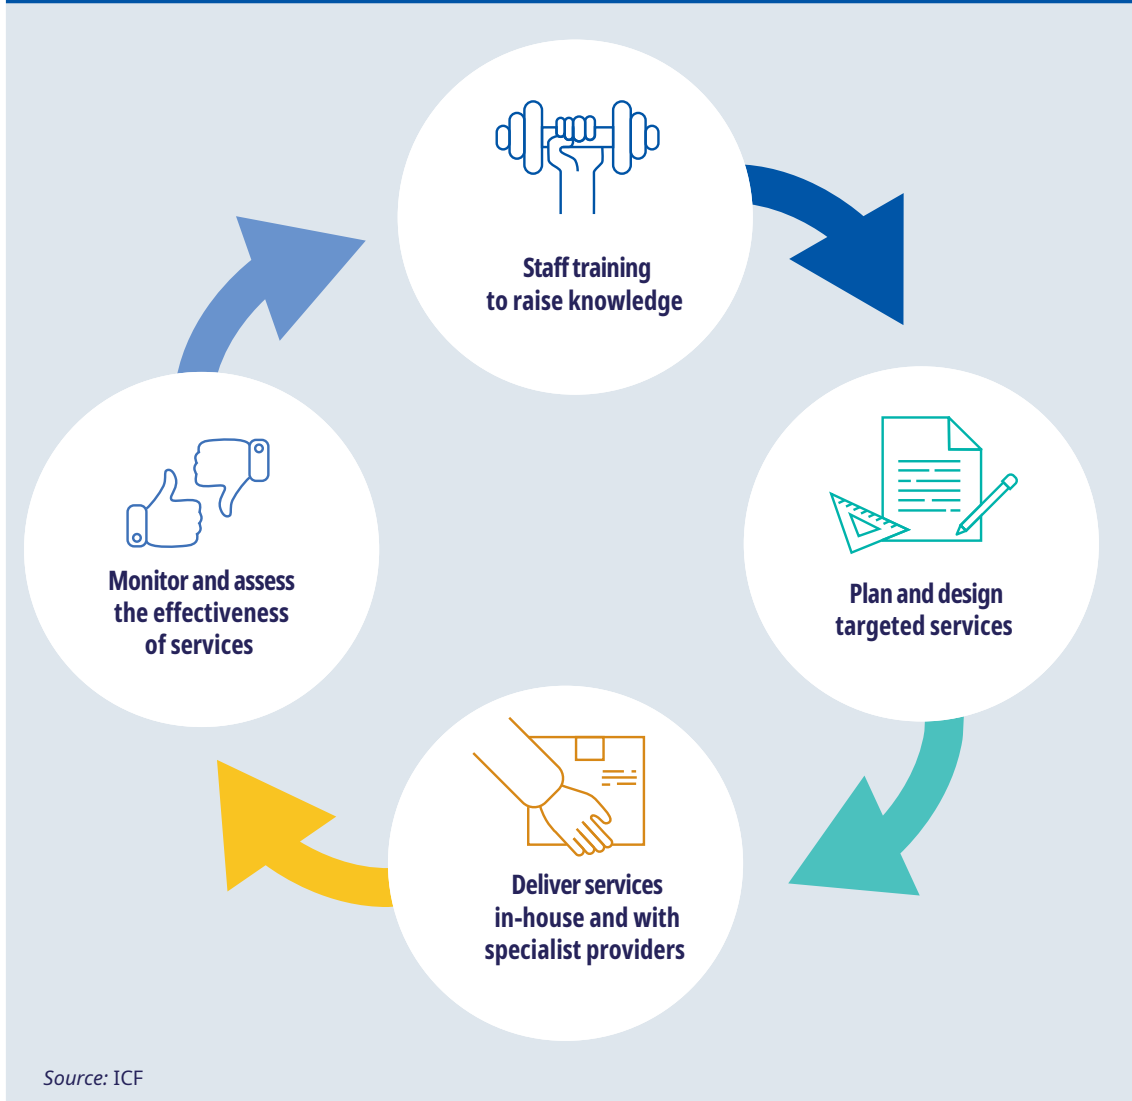 Staff training
to raise knowledge
Plan and design
targeted services
Deliver services
in-house and with
specialist providers
Monitor and assess
the effectiveness
of services
Source: ICF